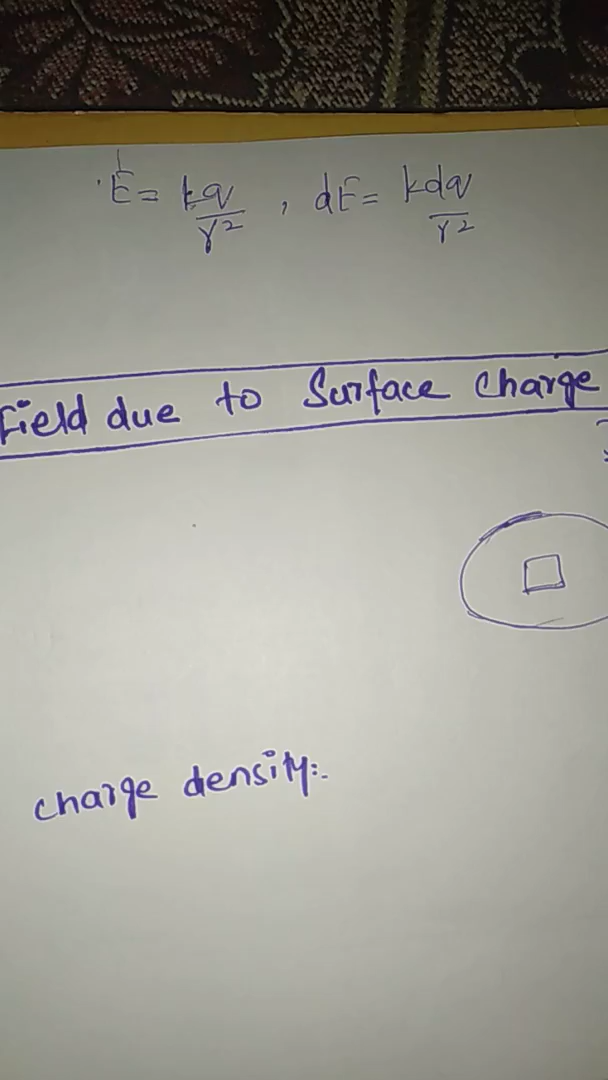 E = kq/r², dE = kdq/r²
Field due to Surface charge
charge density:-